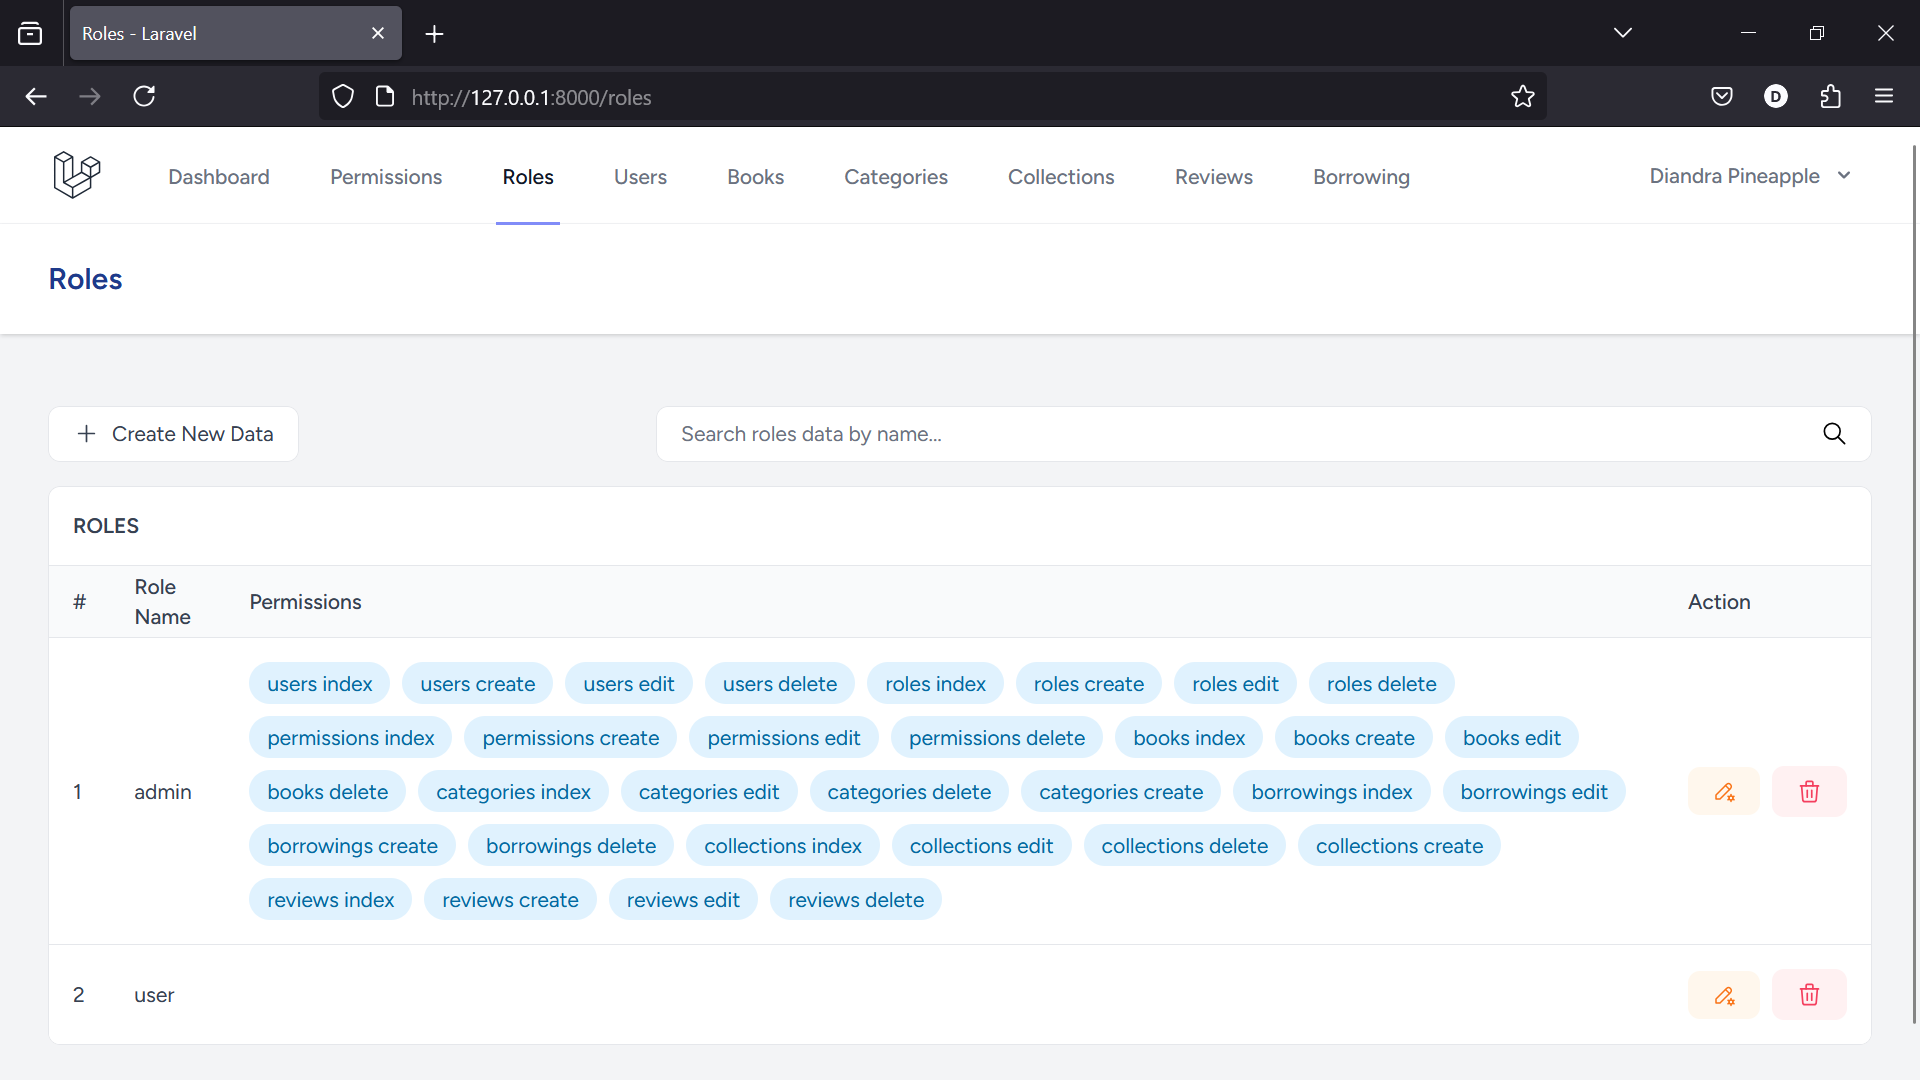 Roles - Laravel
http://127.0.0.1:8000/roles
D
Dashboard Permissions Roles Users Books Categories Collections Reviews Borrowing Diandra Pineapple
Roles
Create New Data
Search roles data by name...
ROLES
# Role Name Permissions Action
users index users create users edit users delete roles index roles create roles edit roles delete
permissions index permissions create permissions edit permissions delete books index books create books edit
1 admin books delete categories index categories edit categories delete categories create borrowings index borrowings edit
borrowings create borrowings delete collections index collections edit collections delete collections create
reviews index reviews create reviews edit reviews delete
2 user